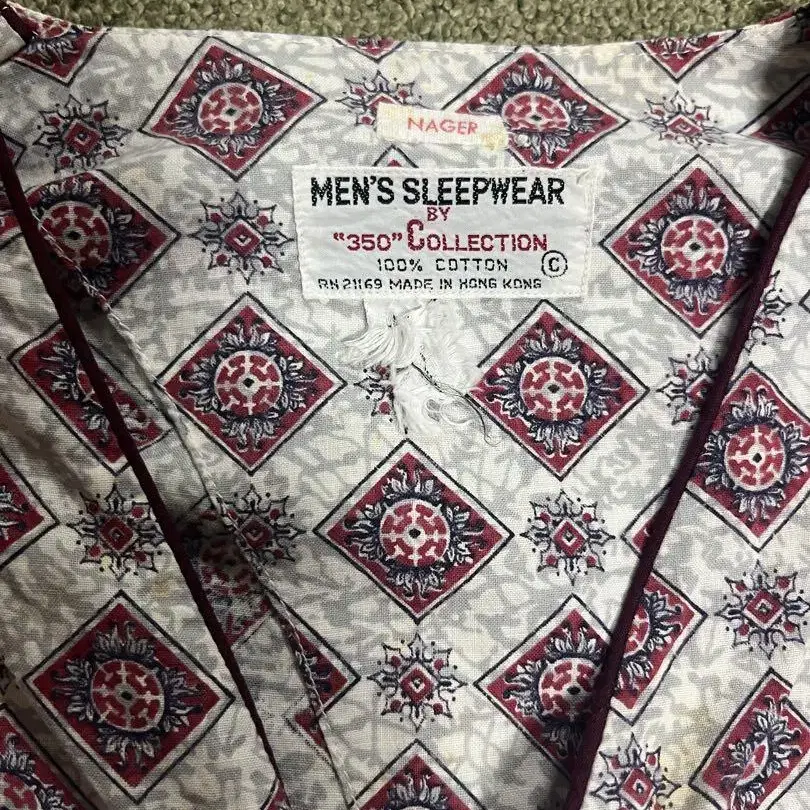 NAGER
MEN'S SLEEPWEAR
BY
"350" COLLECTION
100% COTTON ©
RN 21169 MADE IN HONG KONG